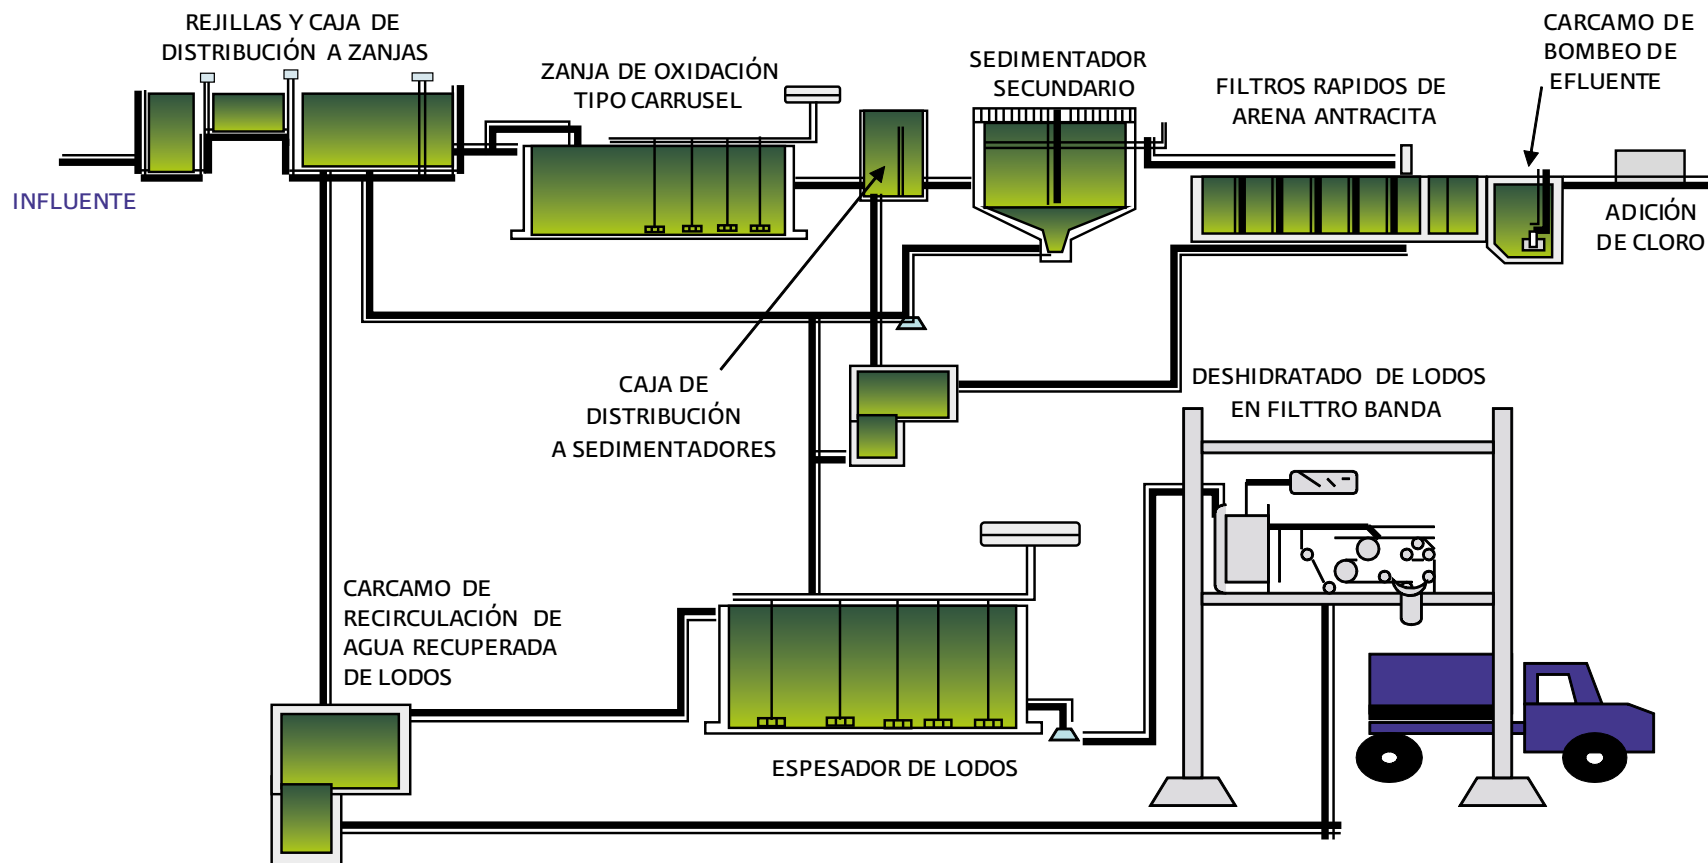 REJILLAS Y CAJA DE
DISTRIBUCIÓN A ZANJAS
ZANJA DE OXIDACIÓN
TIPO CARRUSEL
SEDIMENTADOR
SECUNDARIO
FILTROS RAPIDOS DE
ARENA ANTRACITA
CARCAMO DE
BOMBEO DE
EFLUENTE
INFLUENTE
ADICIÓN
DE CLORO
CAJA DE
DISTRIBUCIÓN
A SEDIMENTADORES
DESHIDRATADO DE LODOS
EN FILTTRO BANDA
CARCAMO DE
RECIRCULACIÓN DE
AGUA RECUPERADA
DE LODOS
ESPESADOR DE LODOS